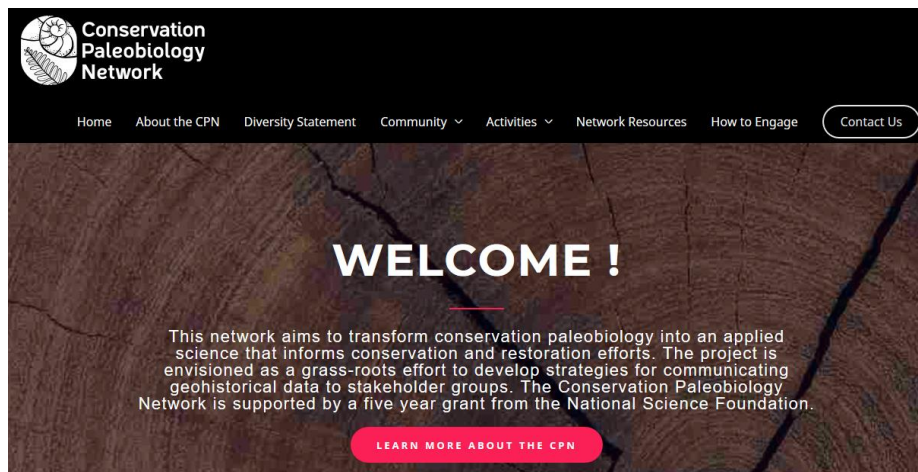 Conservation
Paleobiology
Network
Home About the CPN Diversity Statement Community Activities Network Resources How to Engage Contact Us
WELCOME !
This network aims to transform conservation paleobiology into an applied
science that informs conservation and restoration efforts. The project is
envisioned as a grass-roots effort to develop strategies for communicating
geohistorical data to stakeholder groups. The Conservation Paleobiology
Network is supported by a five year grant from the National Science Foundation.
LEARN MORE ABOUT THE CPN